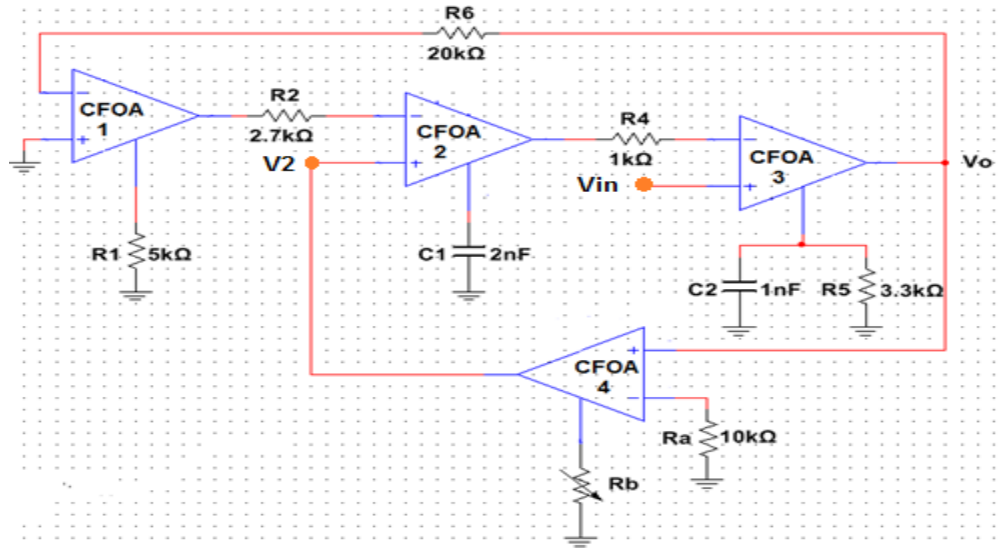 R6
20kΩ
CFOA
1
−
+
R2
2.7kΩ
CFOA
2
−
+
V2
R4
1kΩ
Vin
CFOA
3
−
+
Vo
R1 5kΩ
C1 2nF
C2 1nF R5 3.3kΩ
CFOA
4
+
−
Ra 10kΩ
Rb